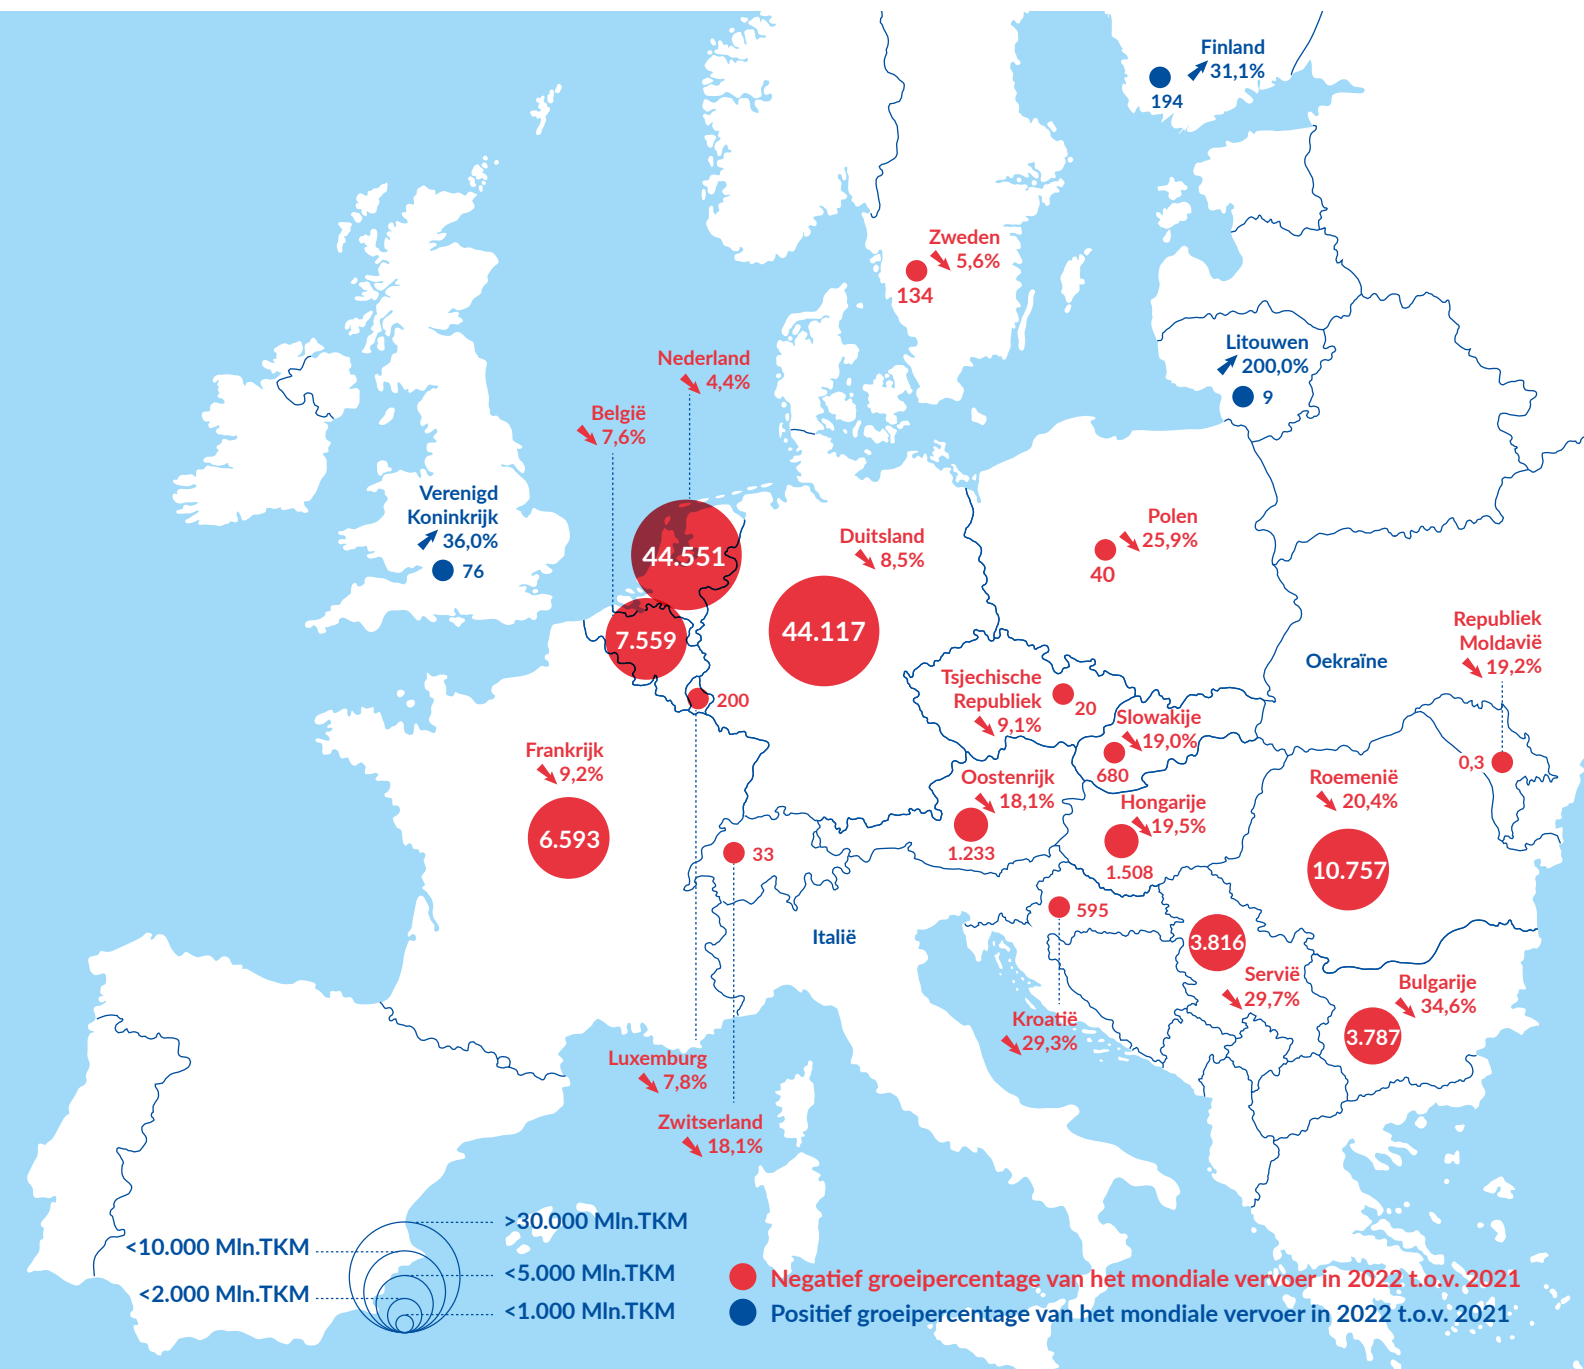 Finland
31,1%
194
Zweden
5,6%
134
Litouwen
200,0%
9
Nederland
4,4%
44.551
België
7,6%
7.559
Verenigd
Koninkrijk
36,0%
76
Duitsland
8,5%
44.117
Polen
25,9%
40
Oekraïne
Republiek
Moldavië
19,2%
0,3
Tsjechische
Republiek
9,1%
20
Slowakije
19,0%
680
200
Frankrijk
9,2%
6.593
Oostenrijk
18,1%
1.233
Hongarije
19,5%
1.508
Roemenië
20,4%
10.757
33
595
Italië
3.816
Servië
29,7%
Bulgarije
34,6%
3.787
Kroatië
29,3%
Luxemburg
7,8%
Zwitserland
18,1%
>30.000 Mln.TKM
<10.000 Mln.TKM
<5.000 Mln.TKM
<2.000 Mln.TKM
<1.000 Mln.TKM
Negatief groeipercentage van het mondiale vervoer in 2022 t.o.v. 2021
Positief groeipercentage van het mondiale vervoer in 2022 t.o.v. 2021